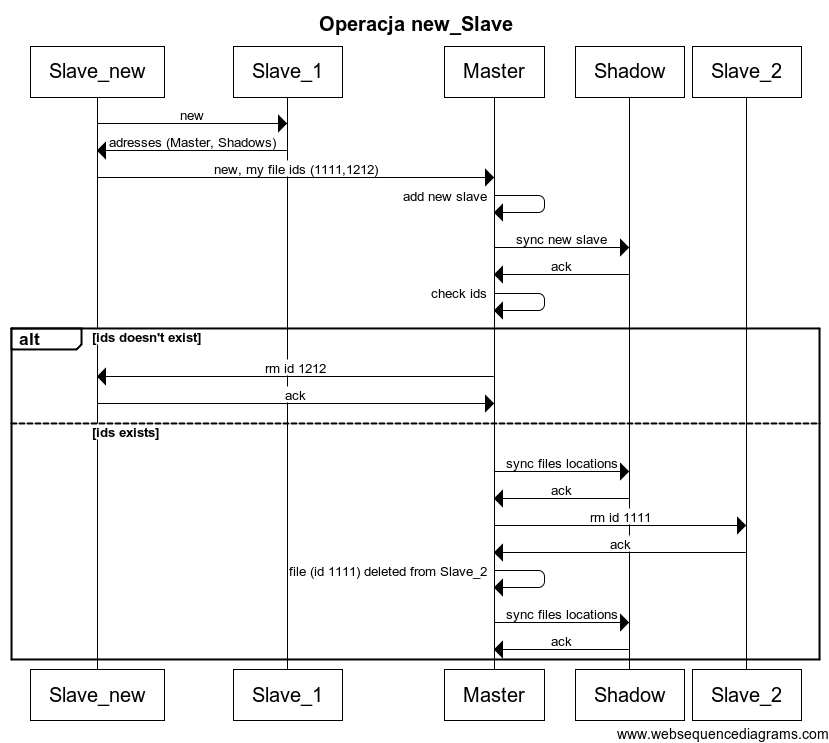 Operacja new_Slave
Slave_new Slave_1 Master Shadow Slave_2
new
adresses (Master, Shadows)
new, my file ids (1111,1212)
add new slave
sync new slave
ack
check ids
alt [ids doesn't exist]
rm id 1212
ack
[ids exists]
sync files locations
ack
rm id 1111
ack
file (id 1111) deleted from Slave_2
sync files locations
ack
Slave_new Slave_1 Master Shadow Slave_2
www.websequencediagrams.com